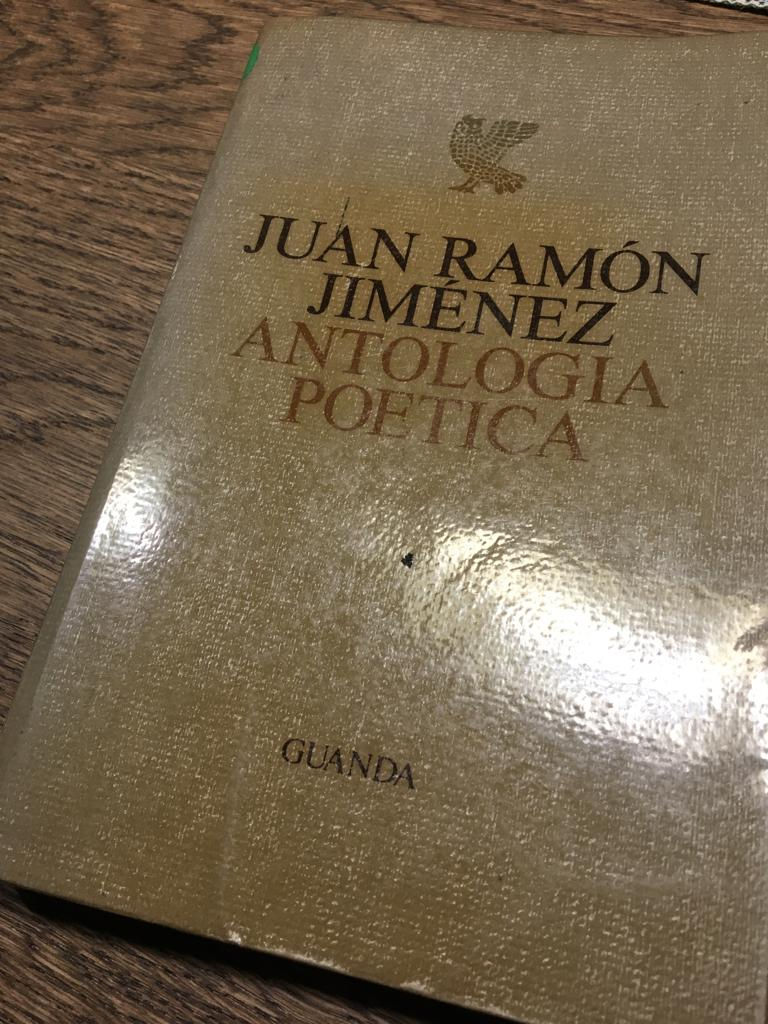 JUAN RAMÓN
JIMÉNEZ
ANTOLOGIA
POETICA
GUANDA